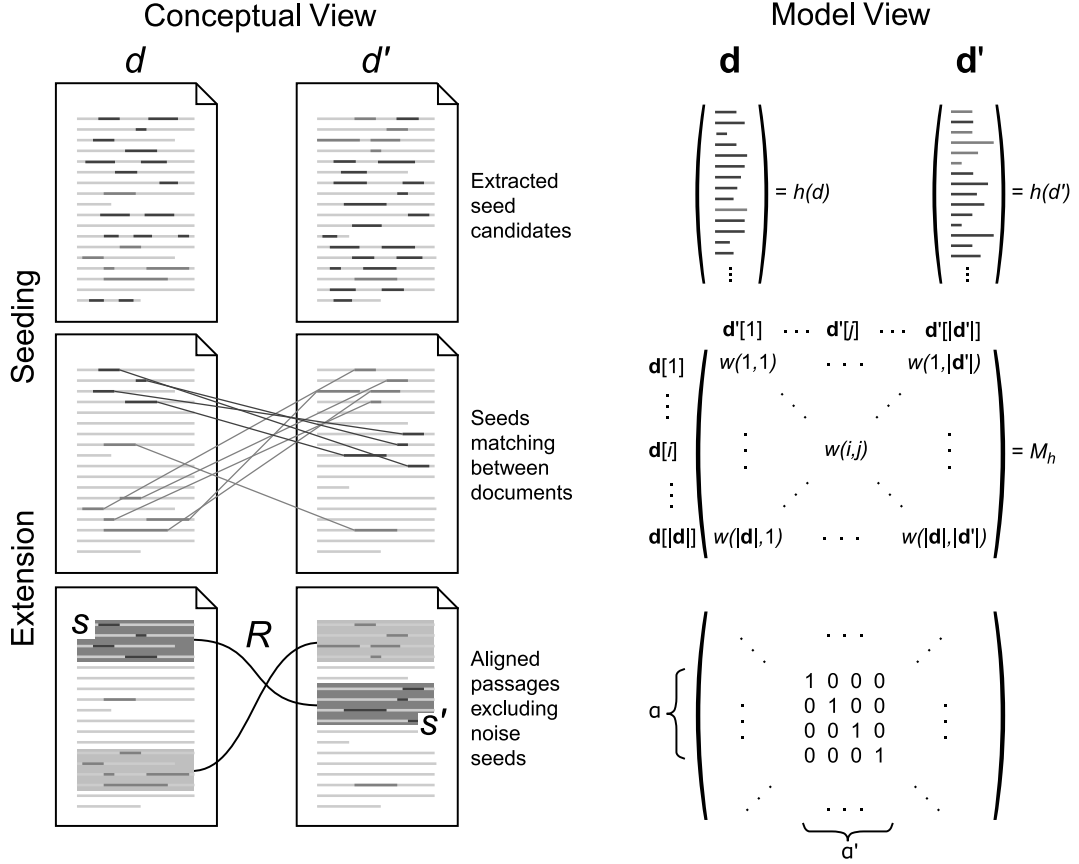 Conceptual View
Model View
d
d'
d
d'
Seeding
Extracted
seed
candidates
= h(d)
= h(d')
Seeds
matching
between
documents
d'[1] · · · d'[j] · · · d'[|d'|]
d[1]
w(1,1) · · · w(1,|d'|)
d[i]
w(i,j)
= Mh
d[|d|]
w(|d|,1) · · · w(|d|,|d'|)
Extension
s
R
s'
Aligned
passages
excluding
noise
seeds
1 0 0 0
0 1 0 0
0 0 1 0
0 0 0 1
a
a'